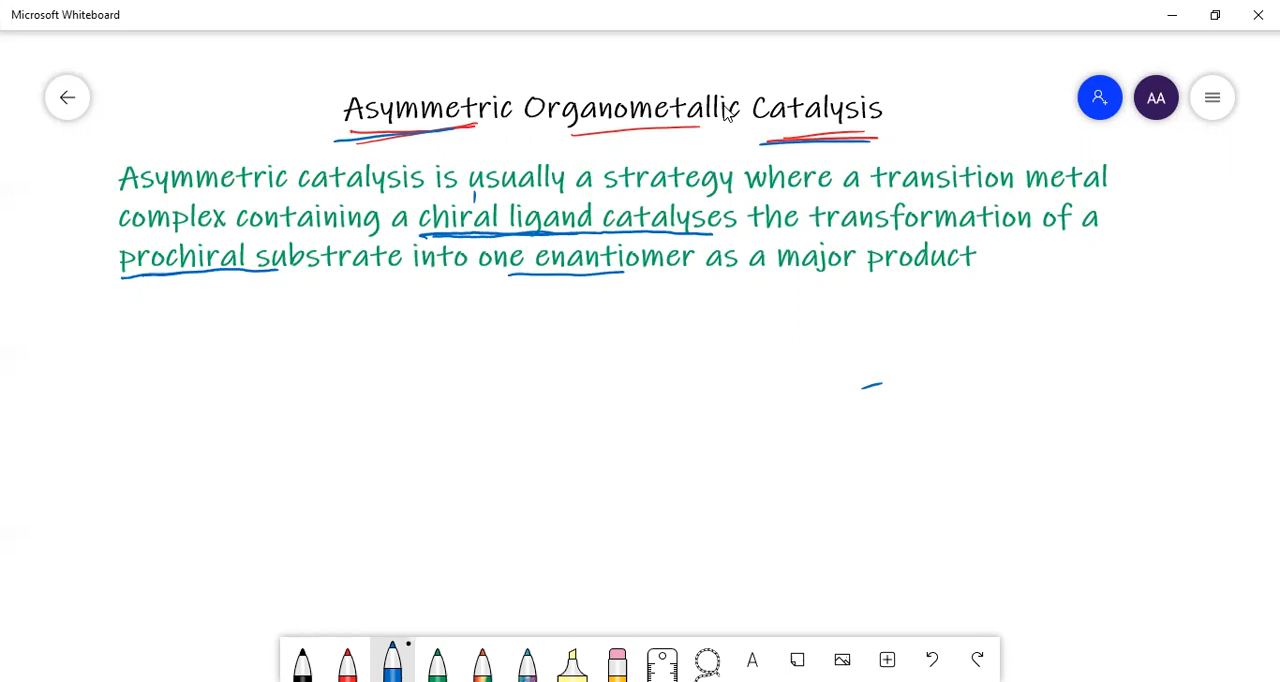 Microsoft Whiteboard
Asymmetric Organometallic Catalysis
AA
Asymmetric catalysis is usually a strategy where a transition metal
complex containing a chiral ligand catalyses the transformation of a
prochiral substrate into one enantiomer as a major product
A